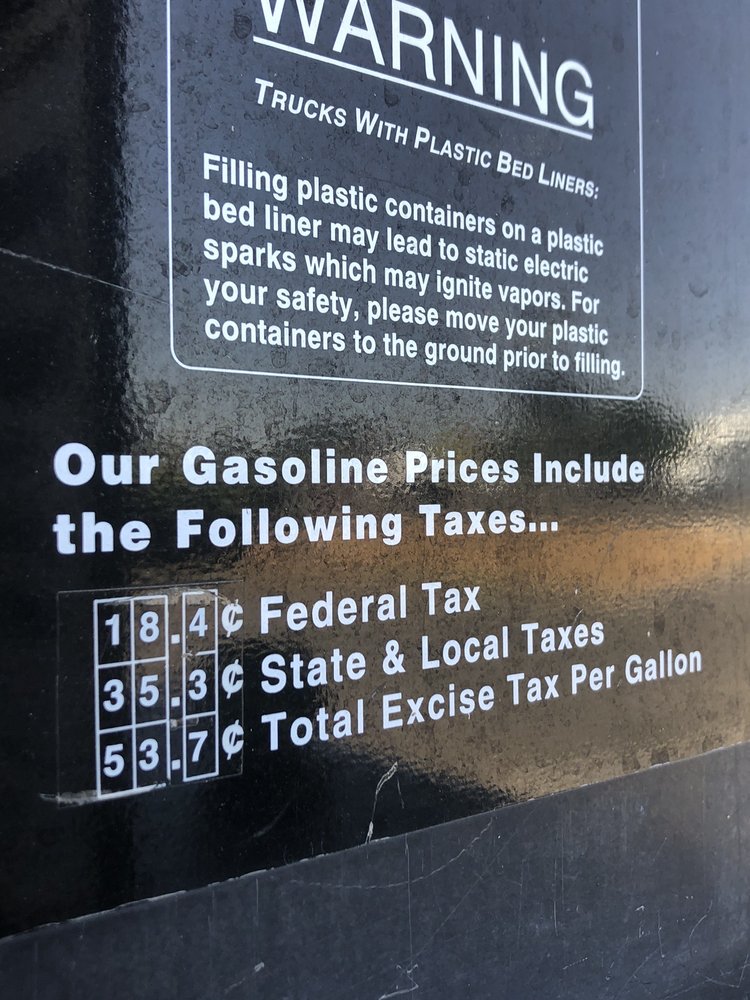 WARNING
TRUCKS WITH PLASTIC BED LINERS:
Filling plastic containers on a plastic
bed liner may lead to static electric
sparks which may ignite vapors. For
your safety, please move your plastic
containers to the ground prior to filling.
Our Gasoline Prices Include
the Following Taxes...
18.4¢ Federal Tax
35.3¢ State & Local Taxes
53.7¢ Total Excise Tax Per Gallon